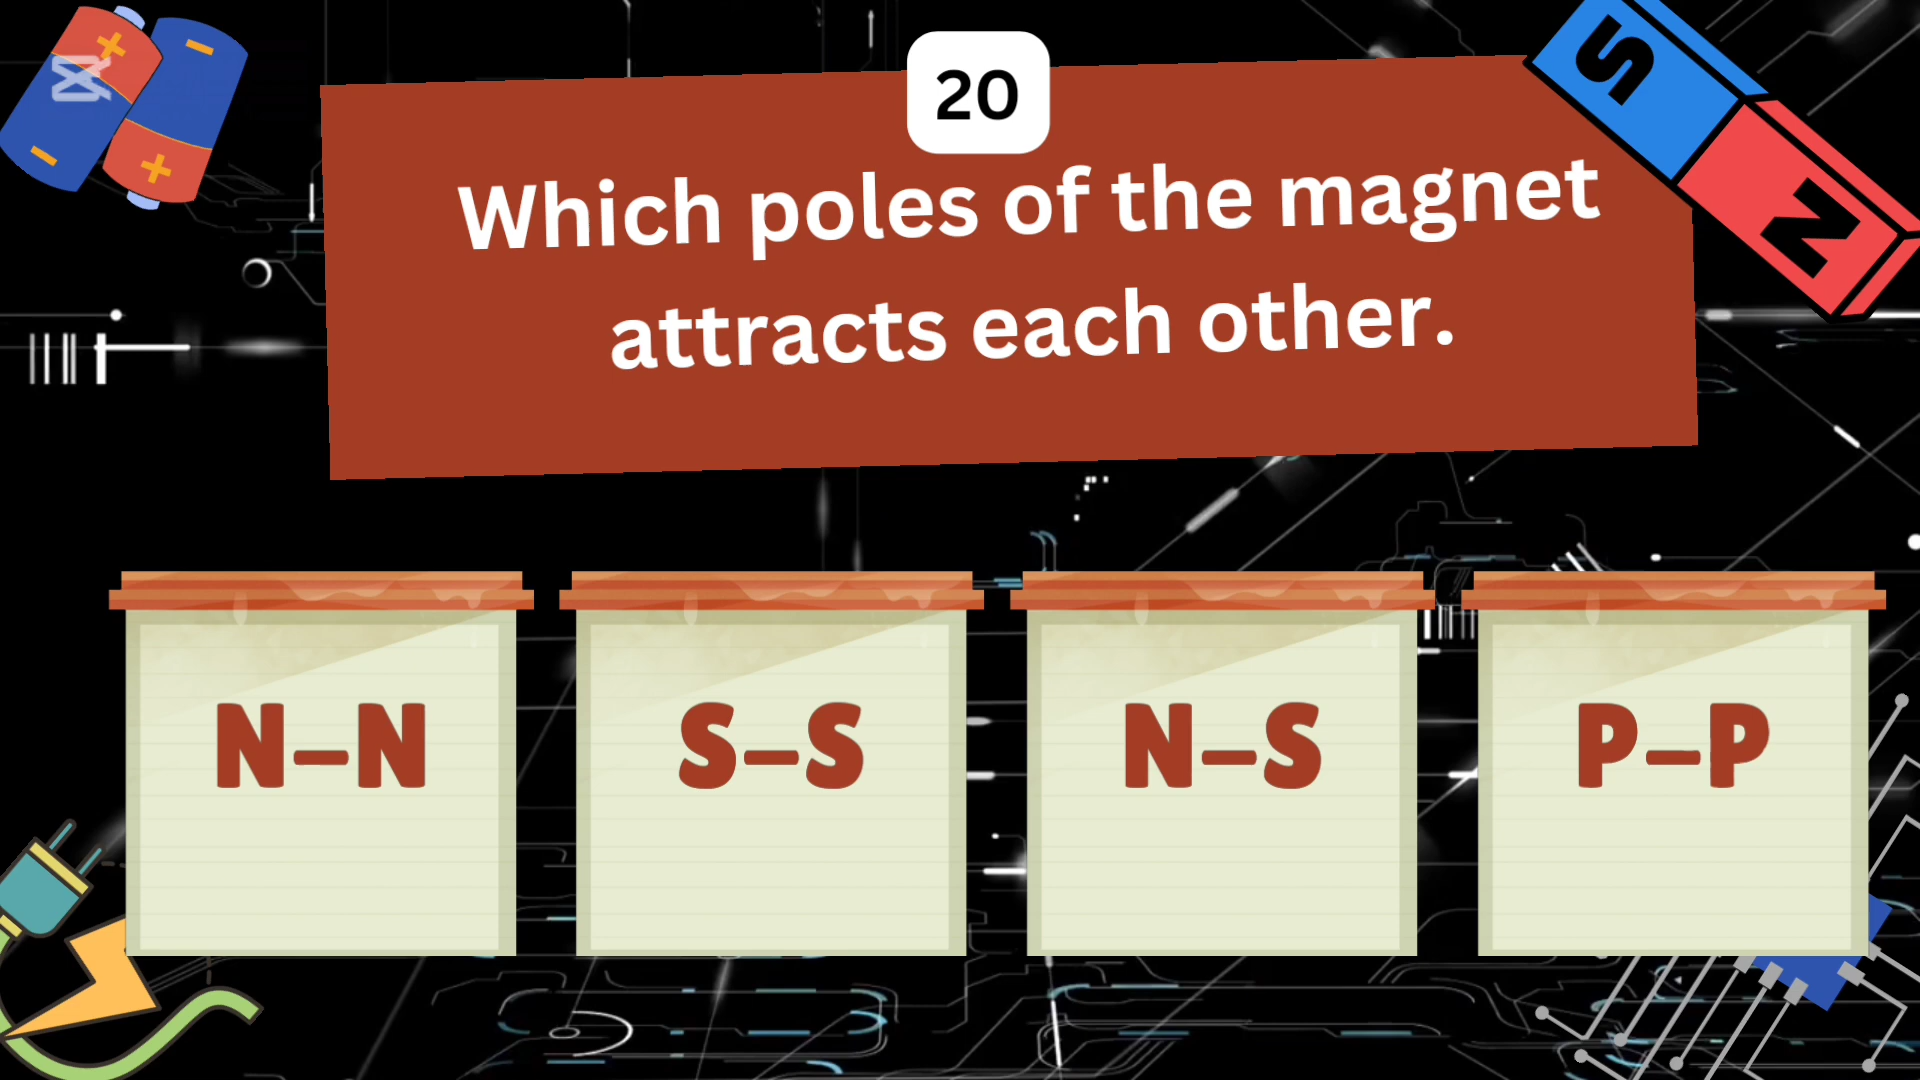 20
Which poles of the magnet
attracts each other.
S
N
N–N
S–S
N–S
P–P